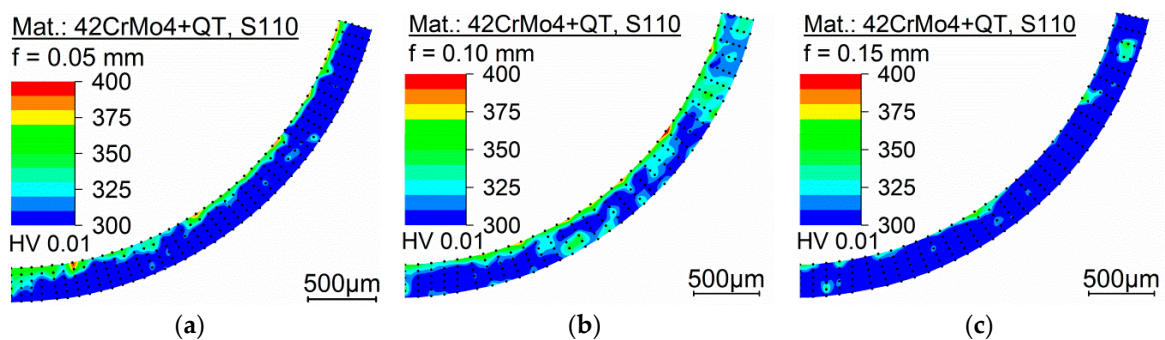 Mat.: 42CrMo4+QT, S110
f = 0.05 mm
400
375
350
325
300
HV 0.01
500µm
(a)
Mat.: 42CrMo4+QT, S110
f = 0.10 mm
400
375
350
325
300
HV 0.01
500µm
(b)
Mat.: 42CrMo4+QT, S110
f = 0.15 mm
400
375
350
325
300
HV 0.01
500µm
(c)